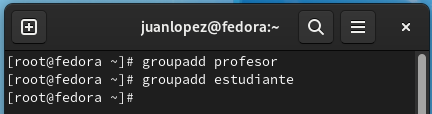 juanlopez@fedora:~
[root@fedora ~]# groupadd profesor
[root@fedora ~]# groupadd estudiante
[root@fedora ~]#